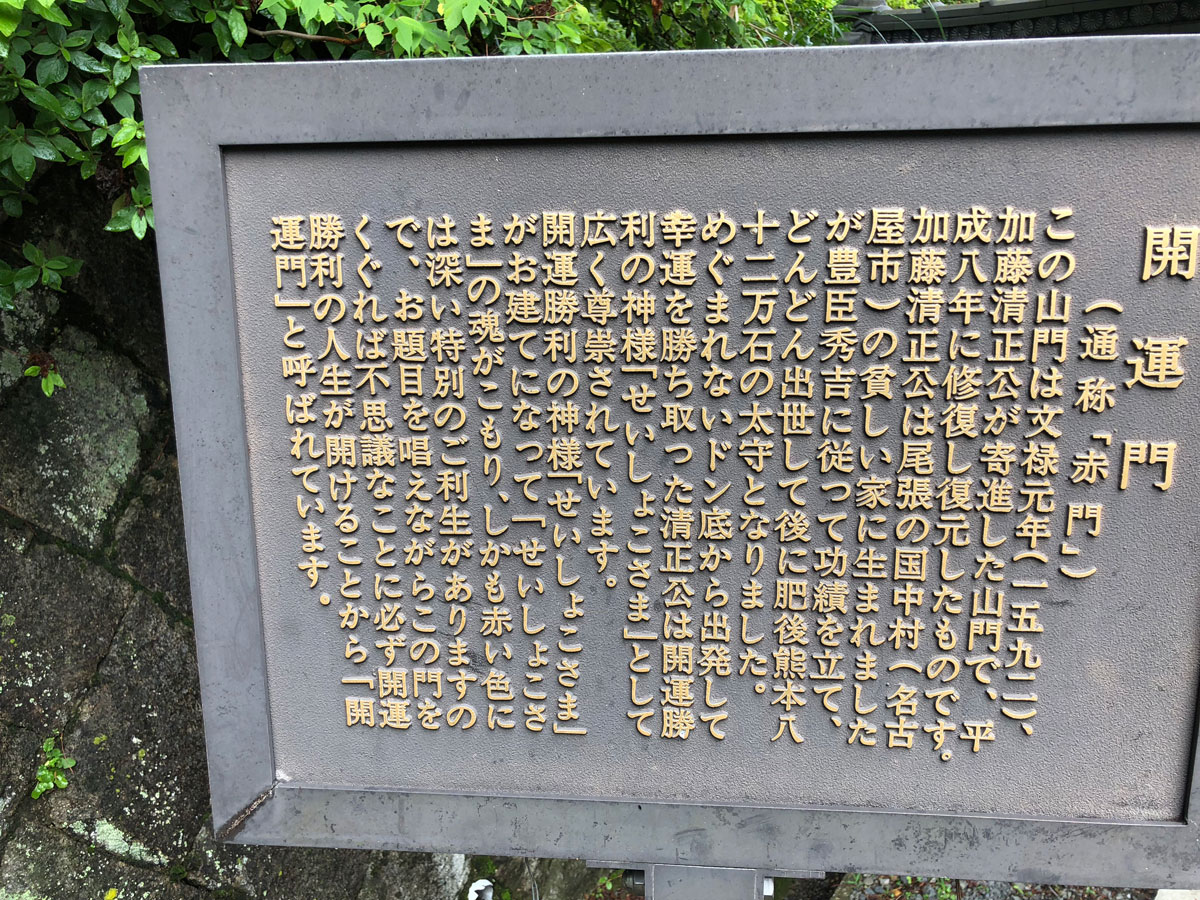 開運門
（通称「赤門」）
この山門は文禄元年（一五九二）、
加藤清正公が寄進した山門で、平
成八年に修復し復元したものです。
加藤清正公は尾張の国中村（名古
屋市）の貧しい家に生まれました
が豊臣秀吉に従って功績を立て、
どんどん出世して後に肥後熊本八
十二万石の太守となりました。
めぐまれないドン底から出発して
幸運を勝ち取った清正公は開運勝
利の神様『せいしょこさま』として
広く尊崇されています。
開運勝利の神様『せいしょこさま』
がお建てになって「せいしょこさ
ま」の魂がこもり、しかも赤い色に
は深い特別のご利生がありますの
で、お題目を唱えながらこの門を
くぐれば不思議なことに必ず開運
勝利の人生が開けることから「開
運門」と呼ばれています。